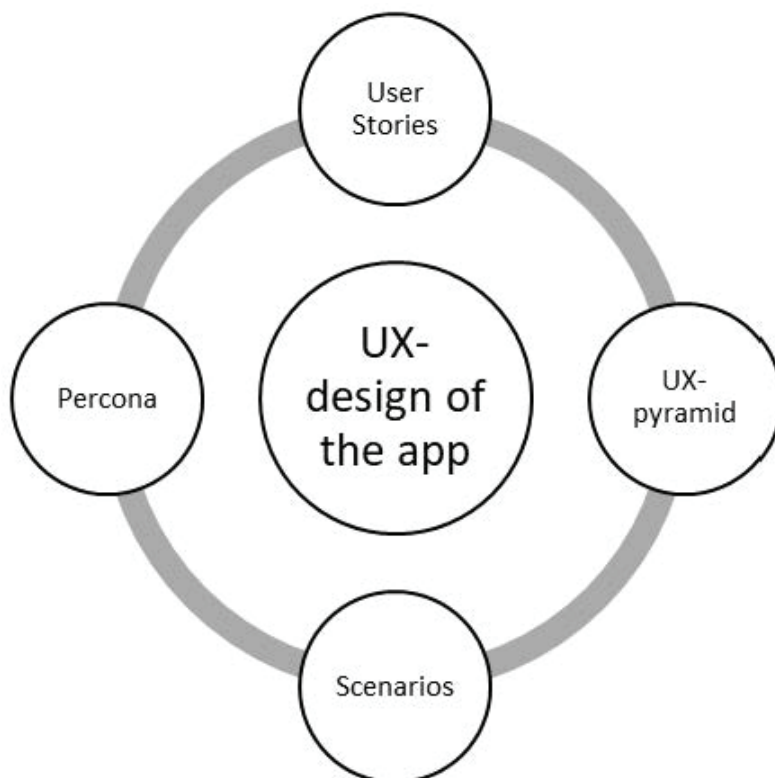 User
Stories
Percona
UX-
design of
the app
UX-
pyramid
Scenarios